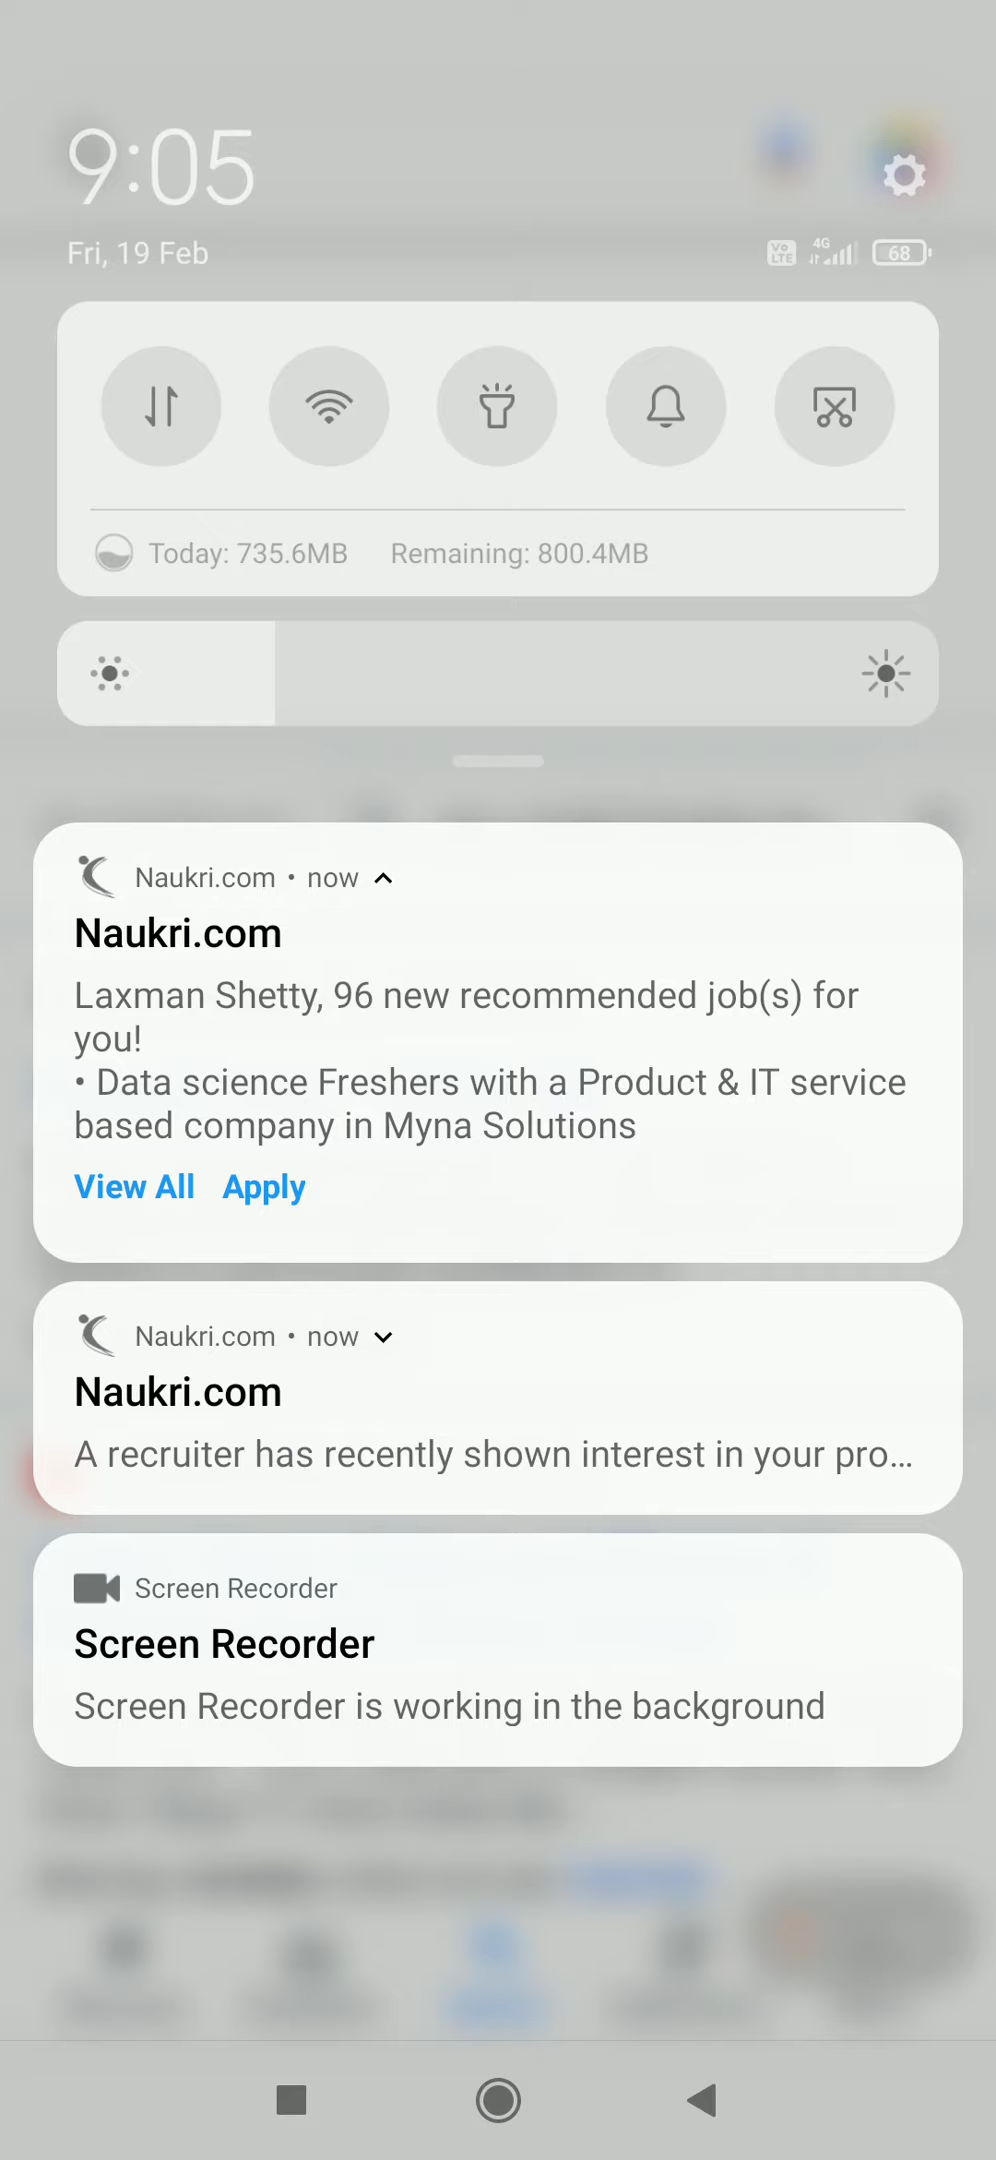 9:05
Fri, 19 Feb
Vo LTE 4G 68
Today: 735.6MB Remaining: 800.4MB
Naukri.com • now
Naukri.com
Laxman Shetty, 96 new recommended job(s) for
you!
• Data science Freshers with a Product & IT service
based company in Myna Solutions
View All Apply
Naukri.com • now
Naukri.com
A recruiter has recently shown interest in your pro...
Screen Recorder
Screen Recorder
Screen Recorder is working in the background